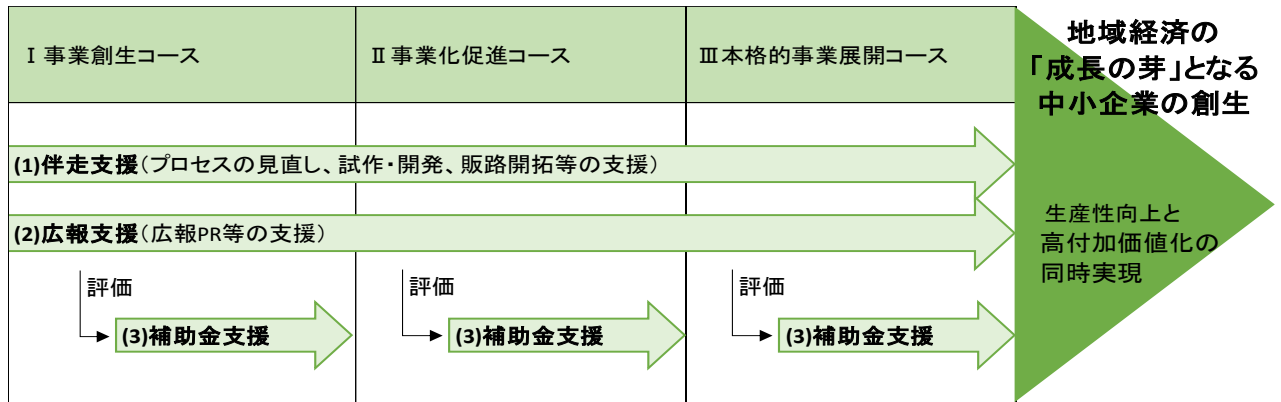 Ⅰ 事業創生コース
Ⅱ 事業化促進コース
Ⅲ本格的事業展開コース
地域経済の
「成長の芽」となる
中小企業の創生
(1)伴走支援(プロセスの見直し、試作・開発、販路開拓等の支援)
(2)広報支援(広報PR等の支援)
生産性向上と
高付加価値化の
同時実現
評価
(3)補助金支援
評価
(3)補助金支援
評価
(3)補助金支援